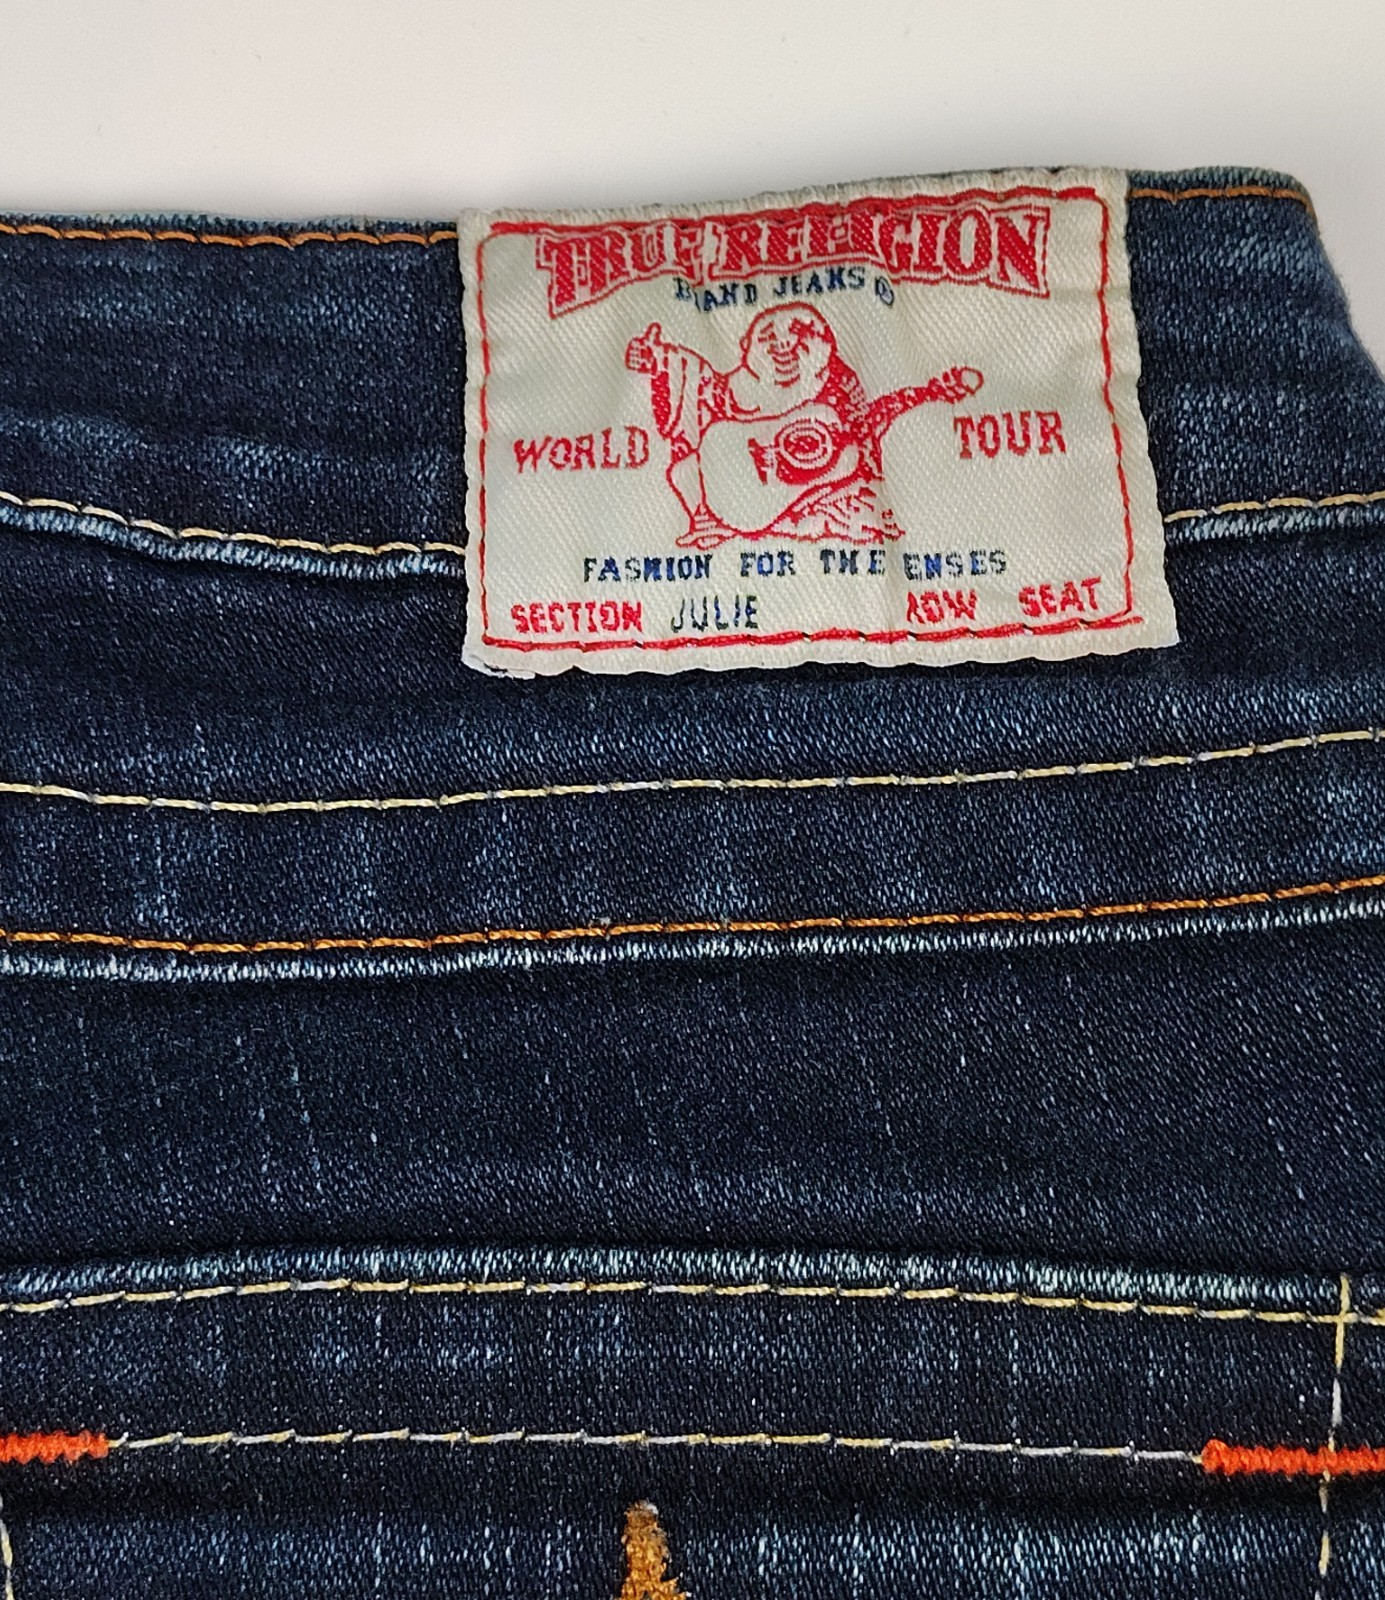 TRUE RELIGION
BRAND JEANS ®
WORLD TOUR
FASHION FOR THE ENSES
SECTION JULIE ROW SEAT